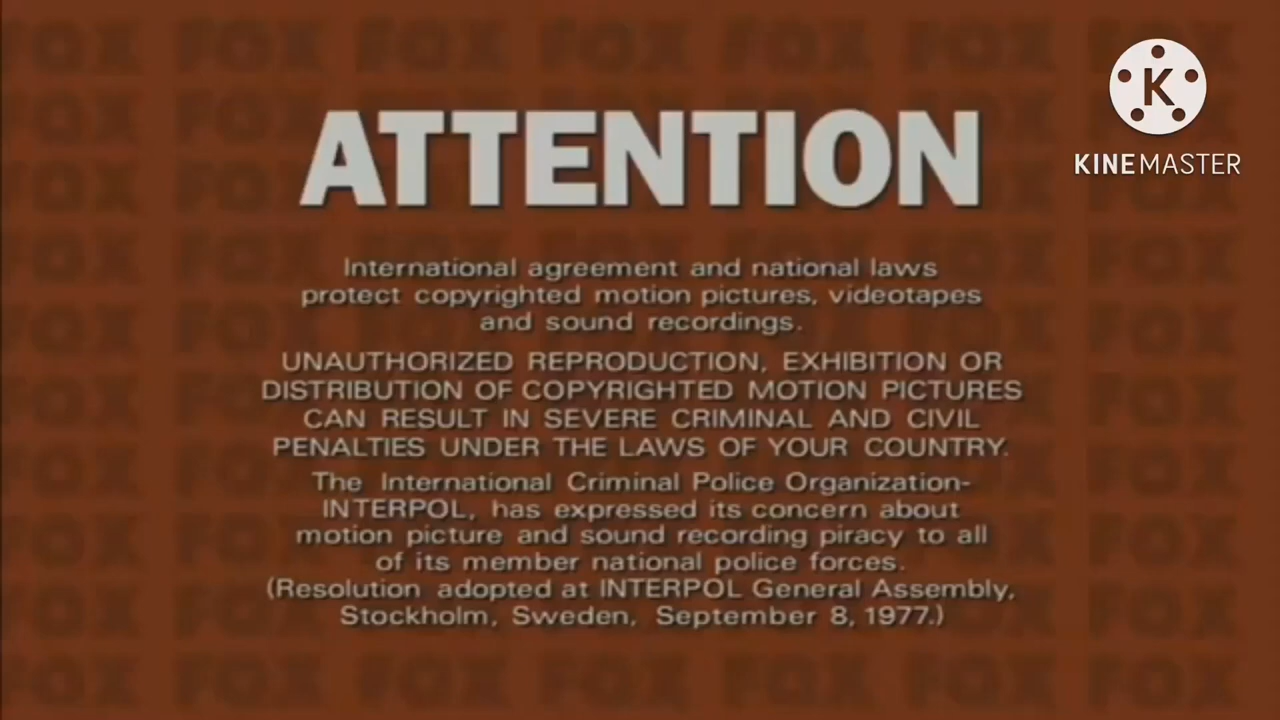 ATTENTION
KINEMASTER
International agreement and national laws
protect copyrighted motion pictures, videotapes
and sound recordings.
UNAUTHORIZED REPRODUCTION, EXHIBITION OR
DISTRIBUTION OF COPYRIGHTED MOTION PICTURES
CAN RESULT IN SEVERE CRIMINAL AND CIVIL
PENALTIES UNDER THE LAWS OF YOUR COUNTRY.
The International Criminal Police Organization-
INTERPOL, has expressed its concern about
motion picture and sound recording piracy to all
of its member national police forces.
(Resolution adopted at INTERPOL General Assembly,
Stockholm, Sweden, September 8, 1977.)